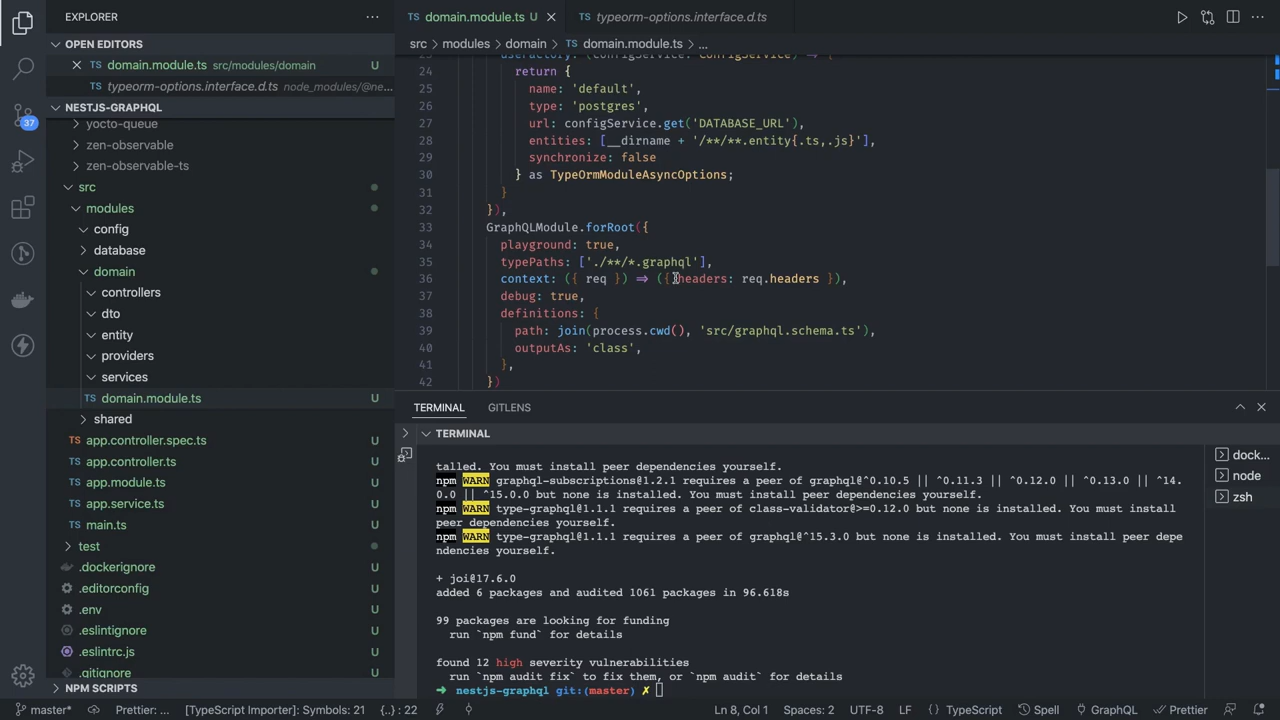 EXPLORER
OPEN EDITORS
domain.module.ts src/modules/domain U
typeorm-options.interface.d.ts node_modules/@ne...
NESTJS-GRAPHQL
yocto-queue
zen-observable
zen-observable-ts
src
modules
config
database
domain
controllers
dto
entity
providers
services
TS domain.module.ts U
shared
TS app.controller.spec.ts U
TS app.controller.ts U
TS app.module.ts U
TS app.service.ts U
TS main.ts U
test
.dockerignore U
.editorconfig U
.env U
.eslintignore U
.eslintrc.js U
.gitignore U
NPM SCRIPTS
37
domain.module.ts U
typeorm-options.interface.d.ts
src > modules > domain > TS domain.module.ts > ...
23 useFactory: (configService: ConfigService) => {
24 return {
25 name: 'default',
26 type: 'postgres',
27 url: configService.get('DATABASE_URL'),
28 entities: [__dirname + '/**/**.entity{.ts,.js}'],
29 synchronize: false
30 } as TypeOrmModuleAsyncOptions;
31 }
32 }),
33 GraphQLModule.forRoot({
34 playground: true,
35 typePaths: ['./**/*.graphql'],
36 context: ({ req }) => ({ headers: req.headers }),
37 debug: true,
38 definitions: {
39 path: join(process.cwd(), 'src/graphql.schema.ts'),
40 outputAs: 'class',
41 },
42 })
TERMINAL GITLENS
TERMINAL
talled. You must install peer dependencies yourself.
npm WARN graphql-subscriptions@1.2.1 requires a peer of graphql@^0.10.5 || ^0.11.3 || ^0.12.0 || ^0.13.0 || ^14.
0.0 || ^15.0.0 but none is installed. You must install peer dependencies yourself.
npm WARN type-graphql@1.1.1 requires a peer of class-validator@>=0.12.0 but none is installed. You must install
peer dependencies yourself.
npm WARN type-graphql@1.1.1 requires a peer of graphql@^15.3.0 but none is installed. You must install peer depe
ndencies yourself.
+ joi@17.6.0
added 6 packages and audited 1061 packages in 96.618s
99 packages are looking for funding
run `npm fund` for details
found 12 high severity vulnerabilities
run `npm audit fix` to fix them, or `npm audit` for details
➜ nestjs-graphql git:(master) ✗
dock...
node
zsh
master* Prettier: ... [TypeScript Importer]: Symbols: 21 {..} : 22 Ln 8, Col 1 Spaces: 2 UTF-8 LF TypeScript Spell GraphQL Prettier